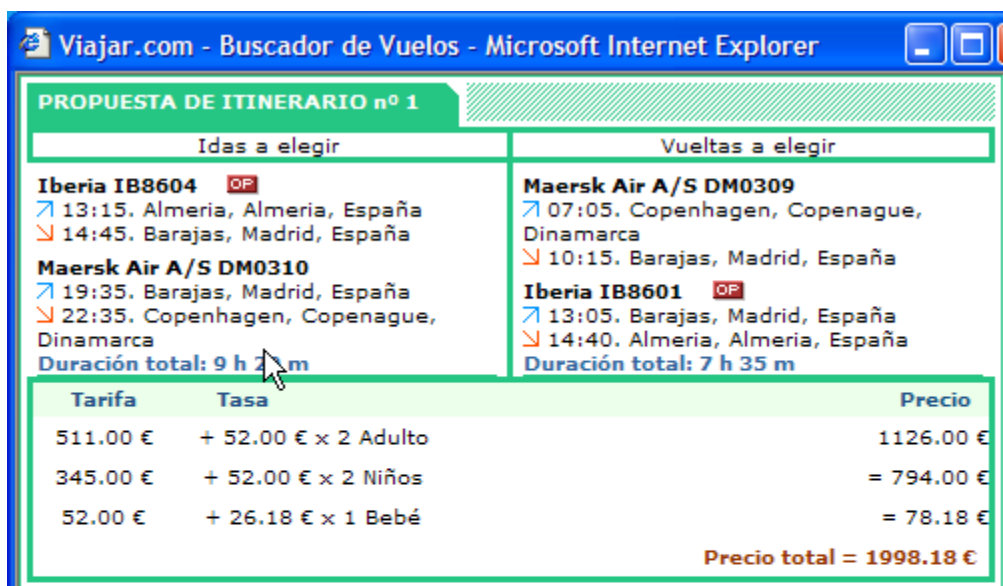 Viajar.com - Buscador de Vuelos - Microsoft Internet Explorer
PROPUESTA DE ITINERARIO nº 1
Idas a elegir
Iberia IB8604 OP
13:15. Almeria, Almeria, España
14:45. Barajas, Madrid, España
Maersk Air A/S DM0310
19:35. Barajas, Madrid, España
22:35. Copenhagen, Copenague,
Dinamarca
Duración total: 9 h m
Vueltas a elegir
Maersk Air A/S DM0309
07:05. Copenhagen, Copenague,
Dinamarca
10:15. Barajas, Madrid, España
Iberia IB8601 OP
13:05. Barajas, Madrid, España
14:40. Almeria, Almeria, España
Duración total: 7 h 35 m
Tarifa Tasa Precio
511.00 € + 52.00 € x 2 Adulto 1126.00 €
345.00 € + 52.00 € x 2 Niños = 794.00 €
52.00 € + 26.18 € x 1 Bebé = 78.18 €
Precio total = 1998.18 €